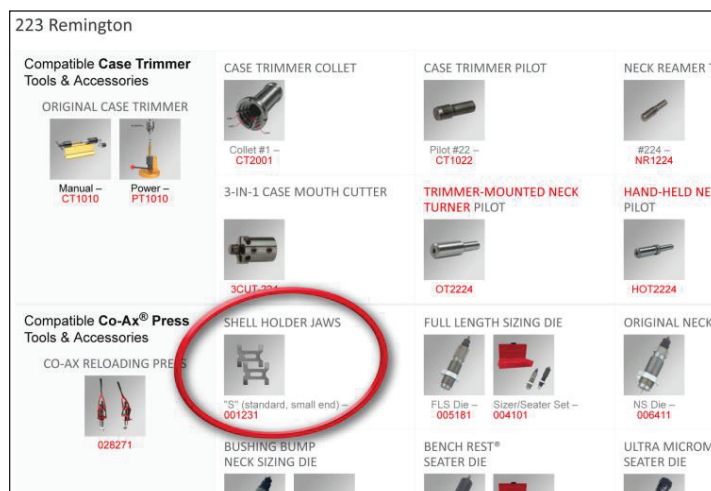 223 Remington
Compatible Case Trimmer
Tools & Accessories
ORIGINAL CASE TRIMMER
Manual –
CT1010
Power –
PT1010
CASE TRIMMER COLLET
Collet #1 –
CT2001
CASE TRIMMER PILOT
Pilot #22 –
CT1022
NECK REAMER
#224 –
NR1224
3-IN-1 CASE MOUTH CUTTER
TRIMMER-MOUNTED NECK
TURNER PILOT
OT2224
HAND-HELD
PILOT
HOT2224
Compatible Co-Ax® Press
Tools & Accessories
CO-AX RELOADING PRESS
028271
SHELL HOLDER JAWS
"S" (standard, small end) –
001231
FULL LENGTH SIZING DIE
FLS Die –
005181
Sizer/Seater Set –
004101
ORIGINAL NECK
NS Die –
006411
BUSHING BUMP
NECK SIZING DIE
BENCH REST®
SEATER DIE
ULTRA MICROM
SEATER DIE